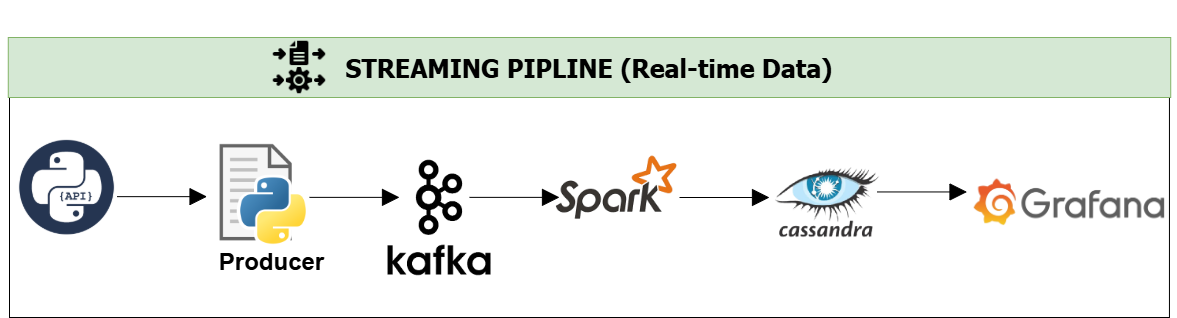 STREAMING PIPLINE (Real-time Data)
{API}
Producer
kafka
Spark
cassandra
Grafana